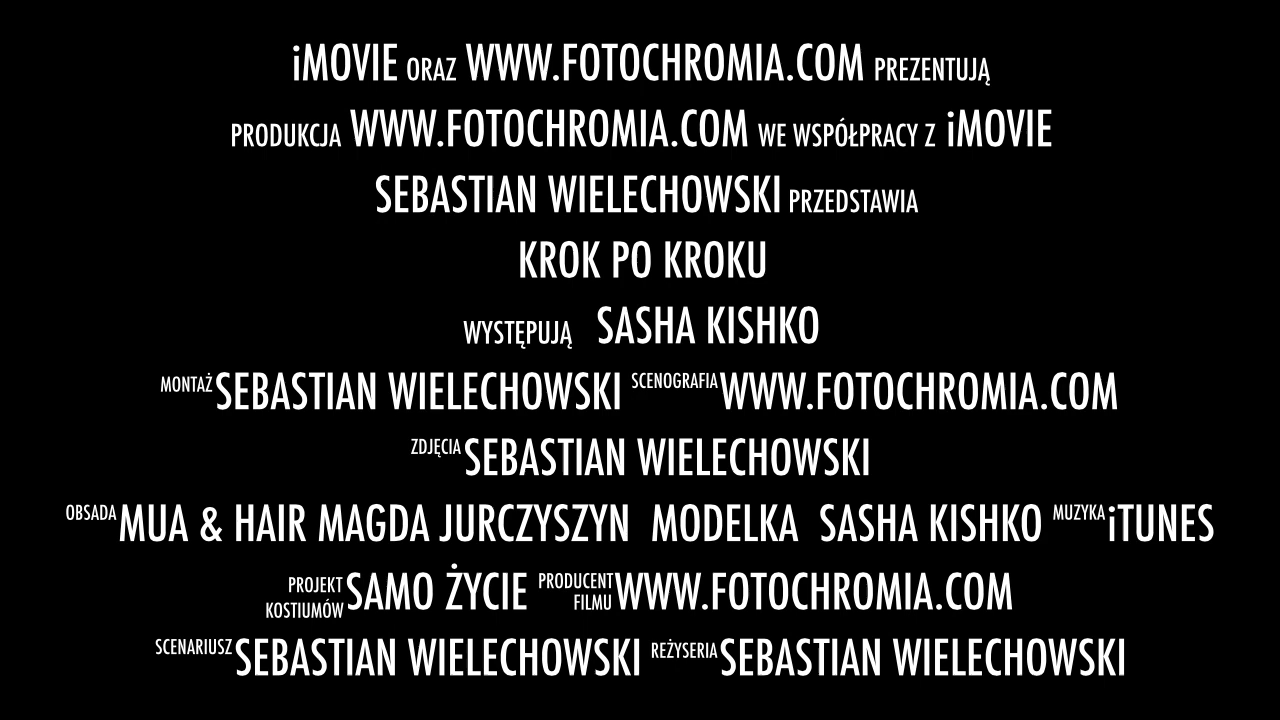 iMOVIE ORAZ WWW.FOTOCHROMIA.COM PREZENTUJĄ
PRODUKCJA WWW.FOTOCHROMIA.COM WE WSPÓŁPRACY Z iMOVIE
SEBASTIAN WIELECHOWSKI PRZEDSTAWIA
KROK PO KROKU
WYSTĘPUJĄ SASHA KISHKO
MONTAŻ SEBASTIAN WIELECHOWSKI SCENOGRAFIA WWW.FOTOCHROMIA.COM
ZDJĘCIA SEBASTIAN WIELECHOWSKI
OBSADA MUA & HAIR MAGDA JURCZYSZYN MODELKA SASHA KISHKO MUZYKA iTUNES
PROJEKT KOSTIUMÓW SAMO ŻYCIE PRODUCENT FILMU WWW.FOTOCHROMIA.COM
SCENARIUSZ SEBASTIAN WIELECHOWSKI REŻYSERIA SEBASTIAN WIELECHOWSKI